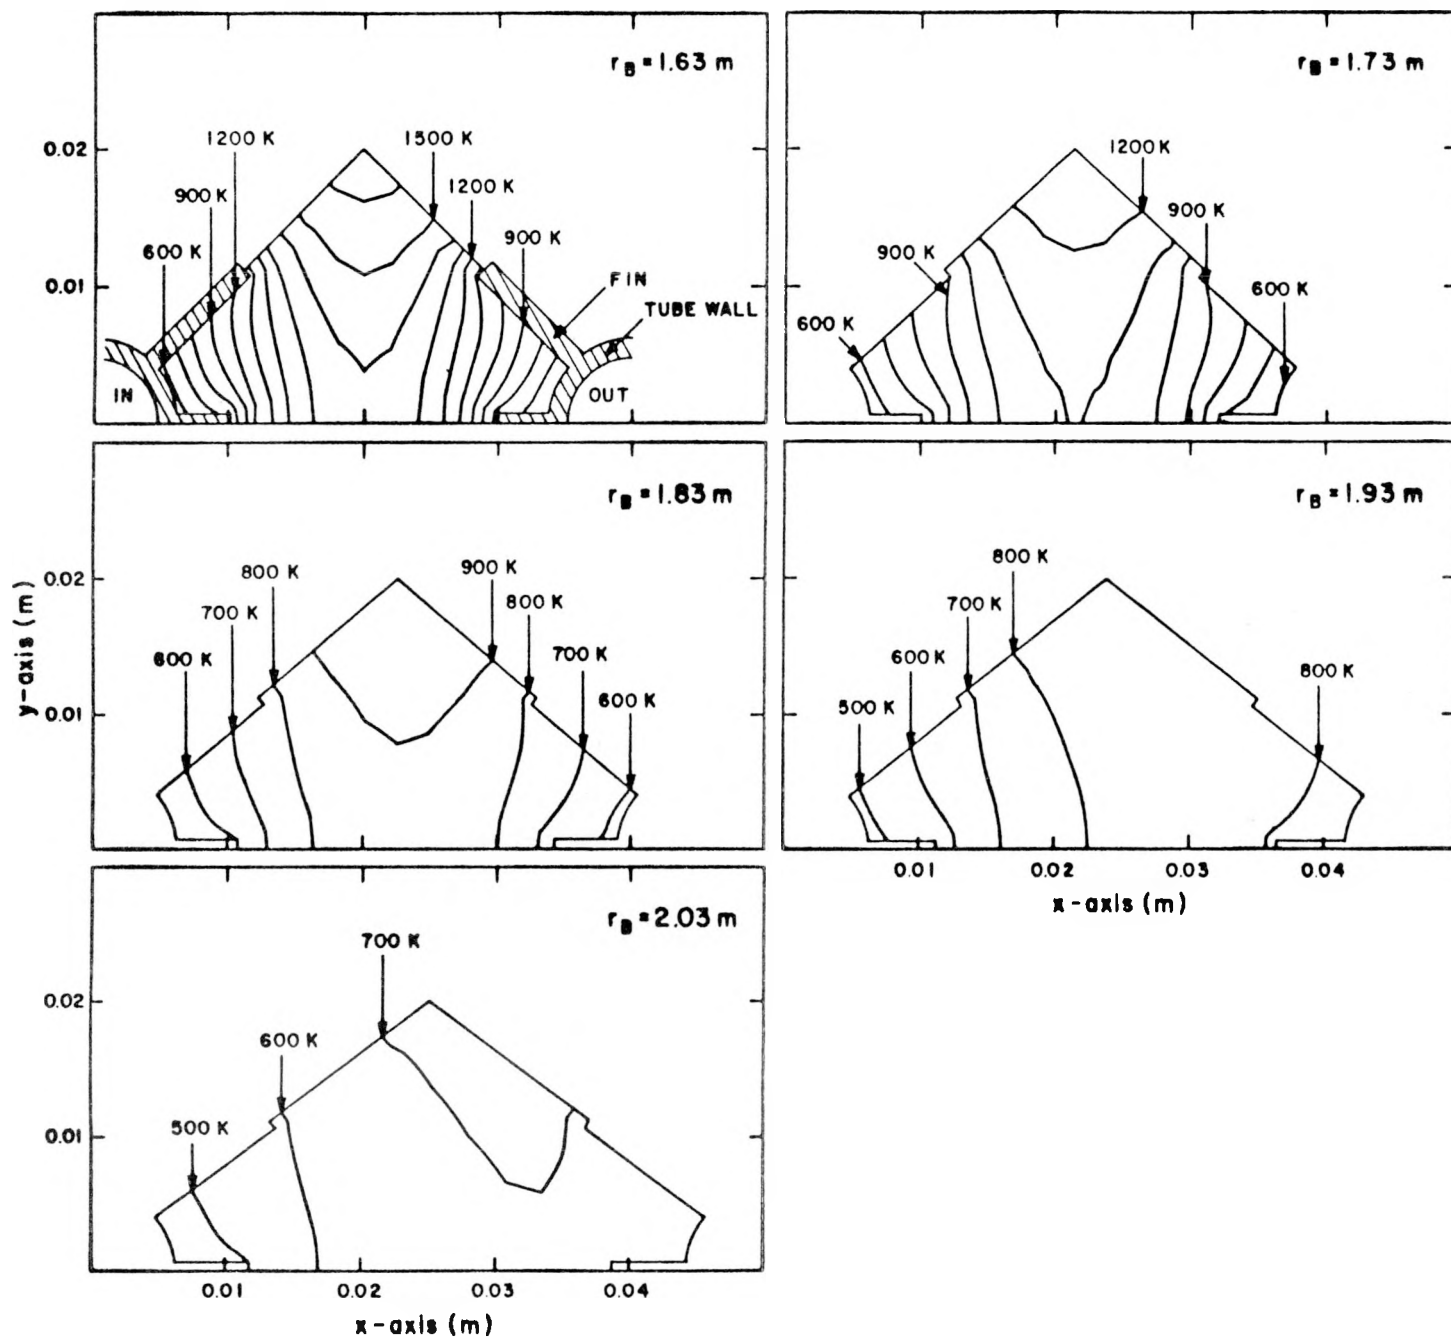 r_B = 1.63 m
1200 K
1500 K
900 K
1200 K
600 K
900 K
FIN
TUBE WALL
IN
OUT
0.02
0.01
r_B = 1.73 m
1200 K
900 K
900 K
600 K
600 K
r_B = 1.83 m
800 K
900 K
700 K
800 K
600 K
700 K
600 K
0.02
0.01
y-axis (m)
r_B = 1.93 m
800 K
700 K
600 K
800 K
500 K
0.01
0.02
0.03
0.04
x-axis (m)
r_B = 2.03 m
700 K
600 K
500 K
0.02
0.01
0.01
0.02
0.03
0.04
x-axis (m)